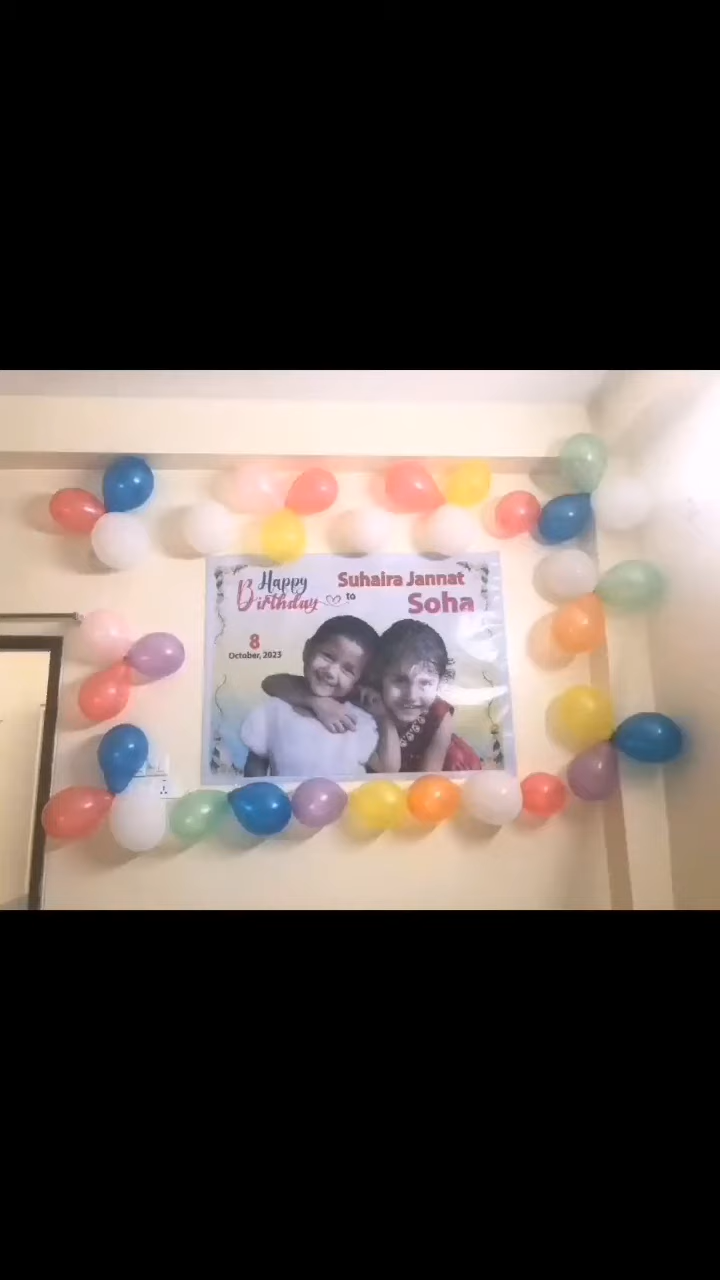 Happy
Birthday
to
Suhaira Jannat
Soha
8
October, 2023